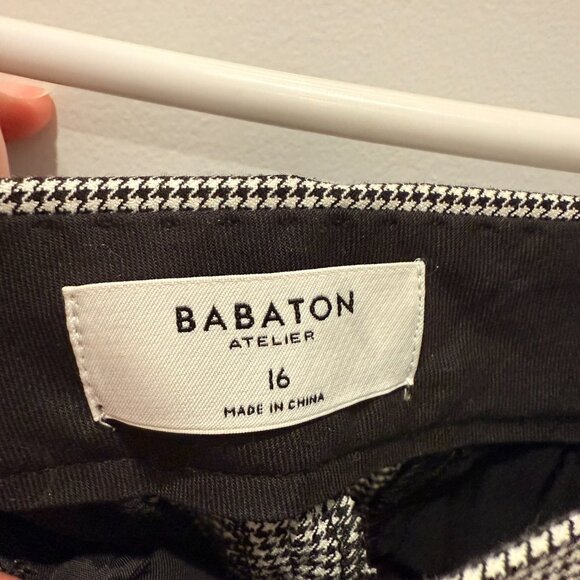 BABATON
ATELIER
16
MADE IN CHINA